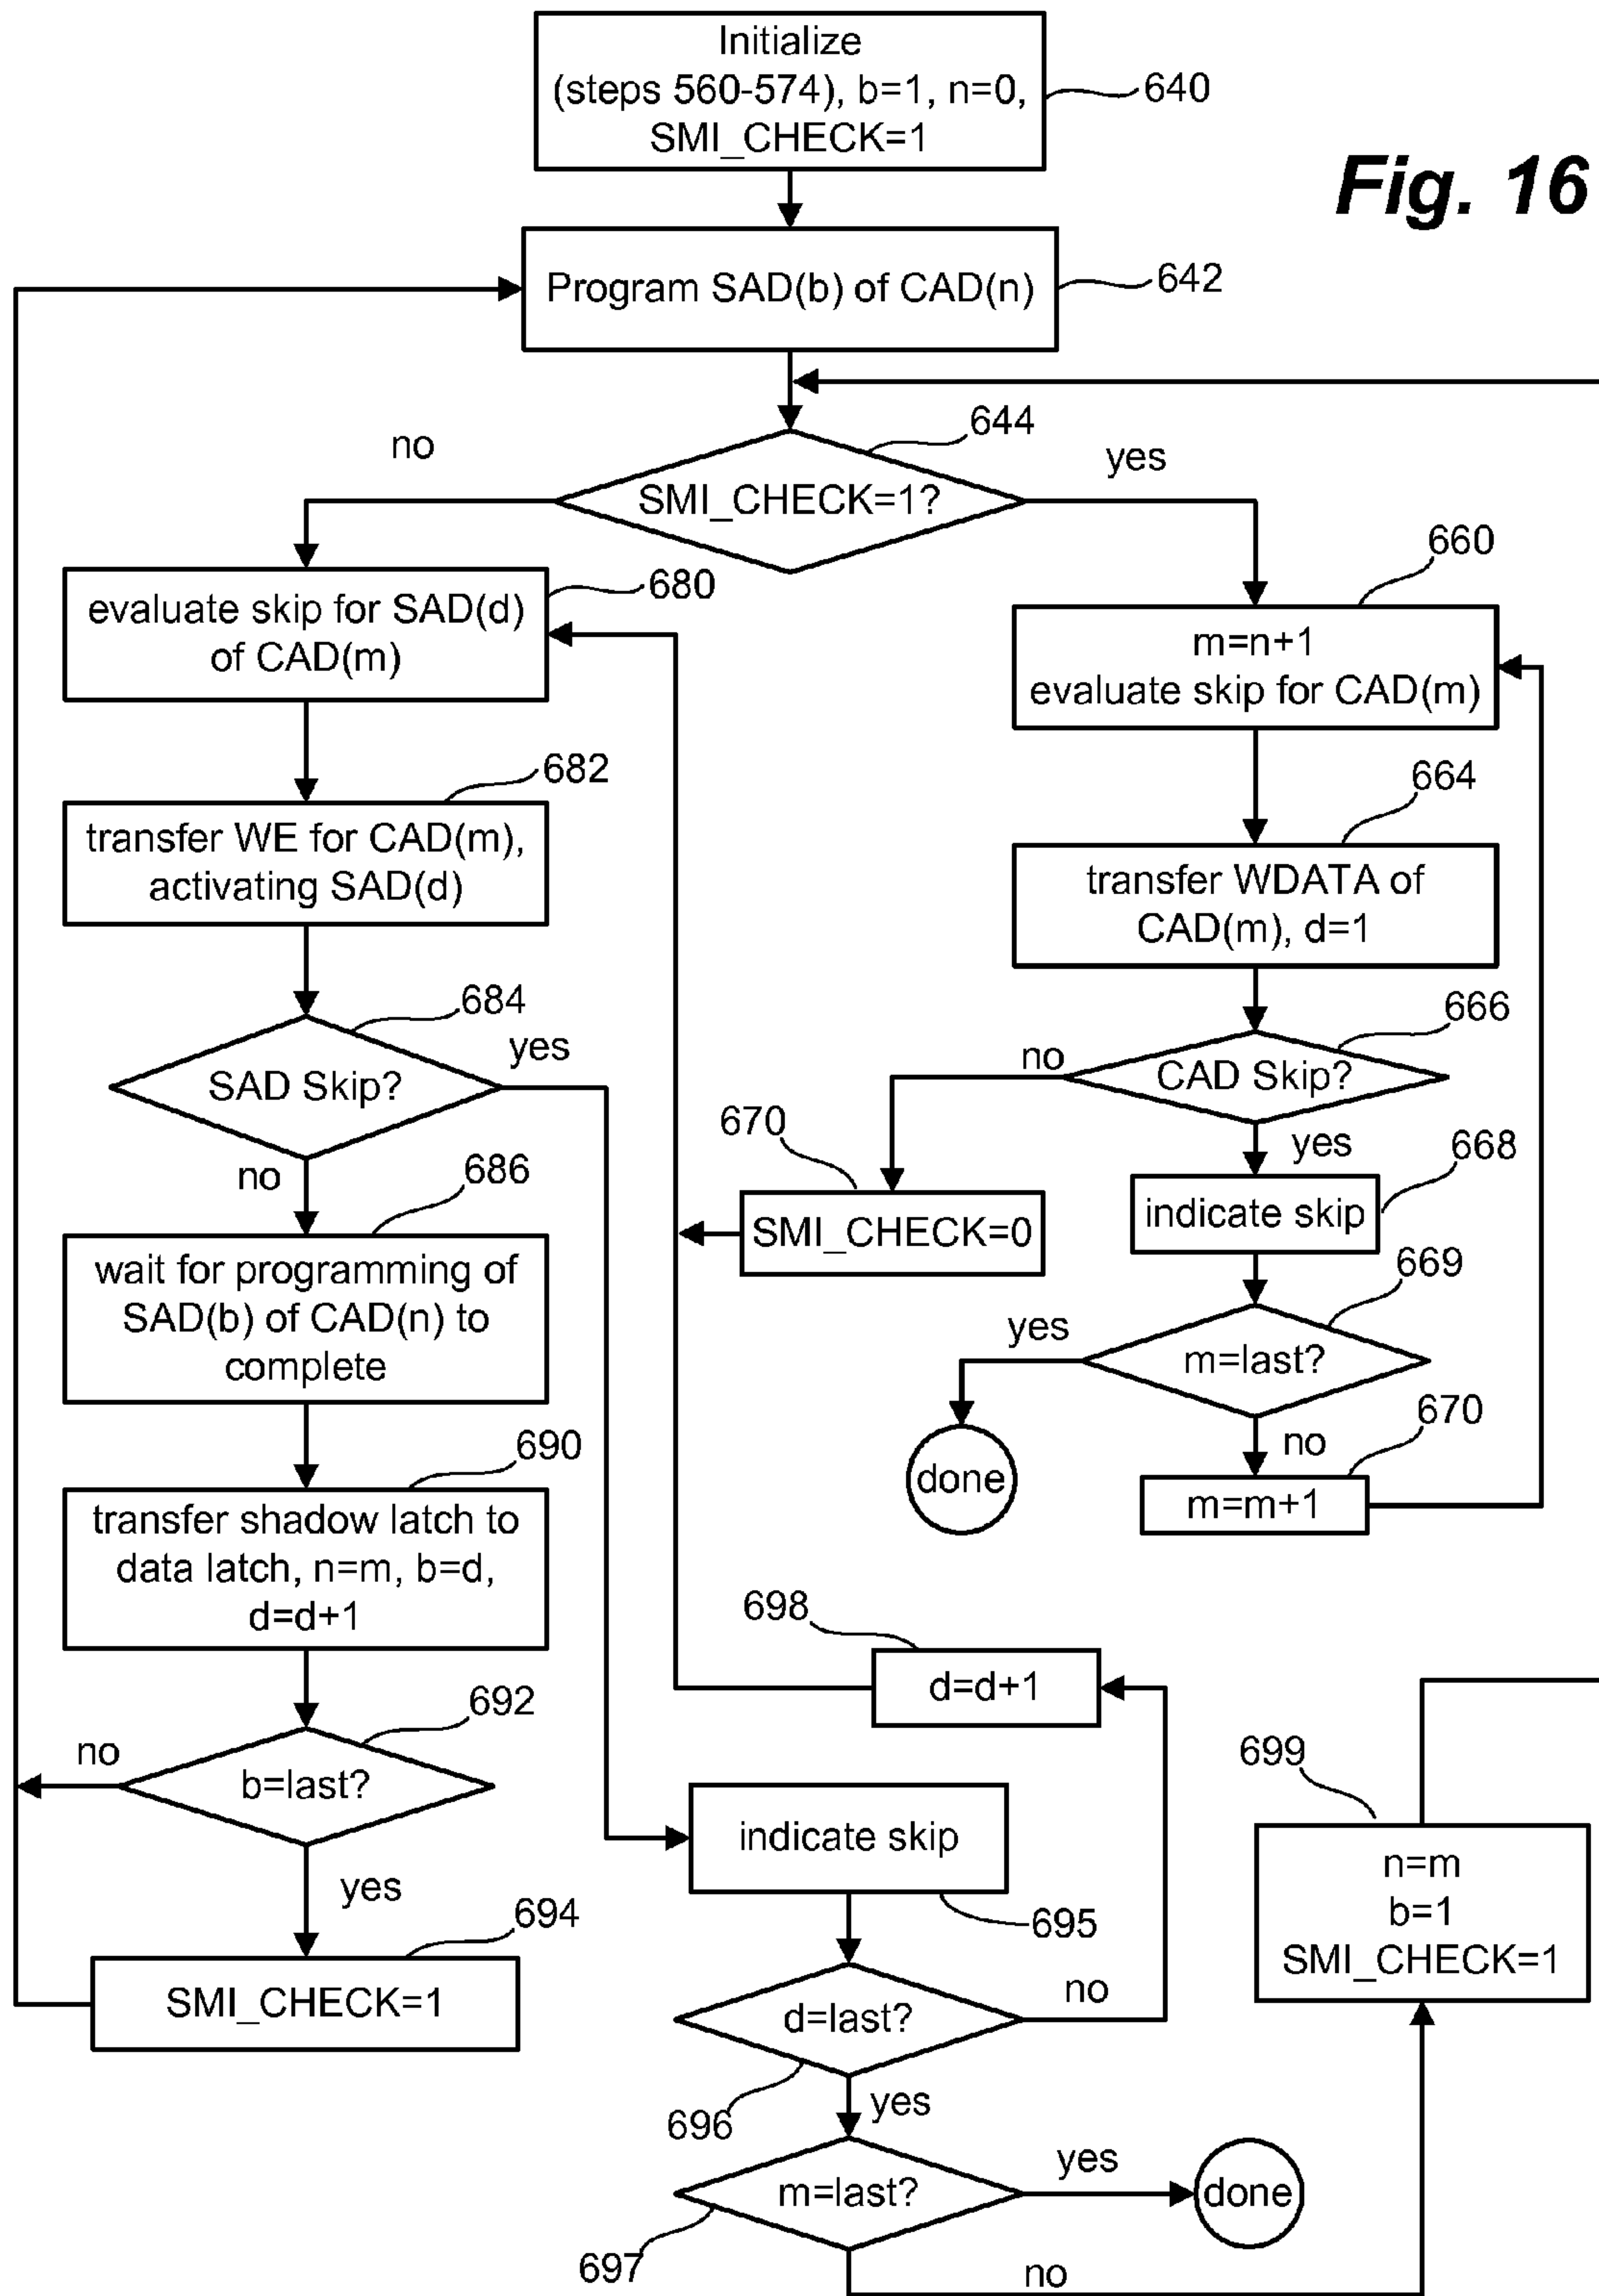 Initialize
(steps 560-574), b=1, n=0,
SMI_CHECK=1
640
Fig. 16
Program SAD(b) of CAD(n)
642
644
no
yes
SMI_CHECK=1?
660
680
evaluate skip for SAD(d)
of CAD(m)
m=n+1
evaluate skip for CAD(m)
682
664
transfer WE for CAD(m),
activating SAD(d)
transfer WDATA of
CAD(m), d=1
684
666
yes
no
SAD Skip?
CAD Skip?
670
yes
668
no
686
SMI_CHECK=0
indicate skip
wait for programming of
SAD(b) of CAD(n) to
complete
669
yes
m=last?
690
670
done
no
m=m+1
transfer shadow latch to
data latch, n=m, b=d,
d=d+1
698
d=d+1
692
no
b=last?
699
indicate skip
n=m
b=1
SMI_CHECK=1
yes
694
695
SMI_CHECK=1
no
d=last?
696
yes
yes
m=last?
done
697
no